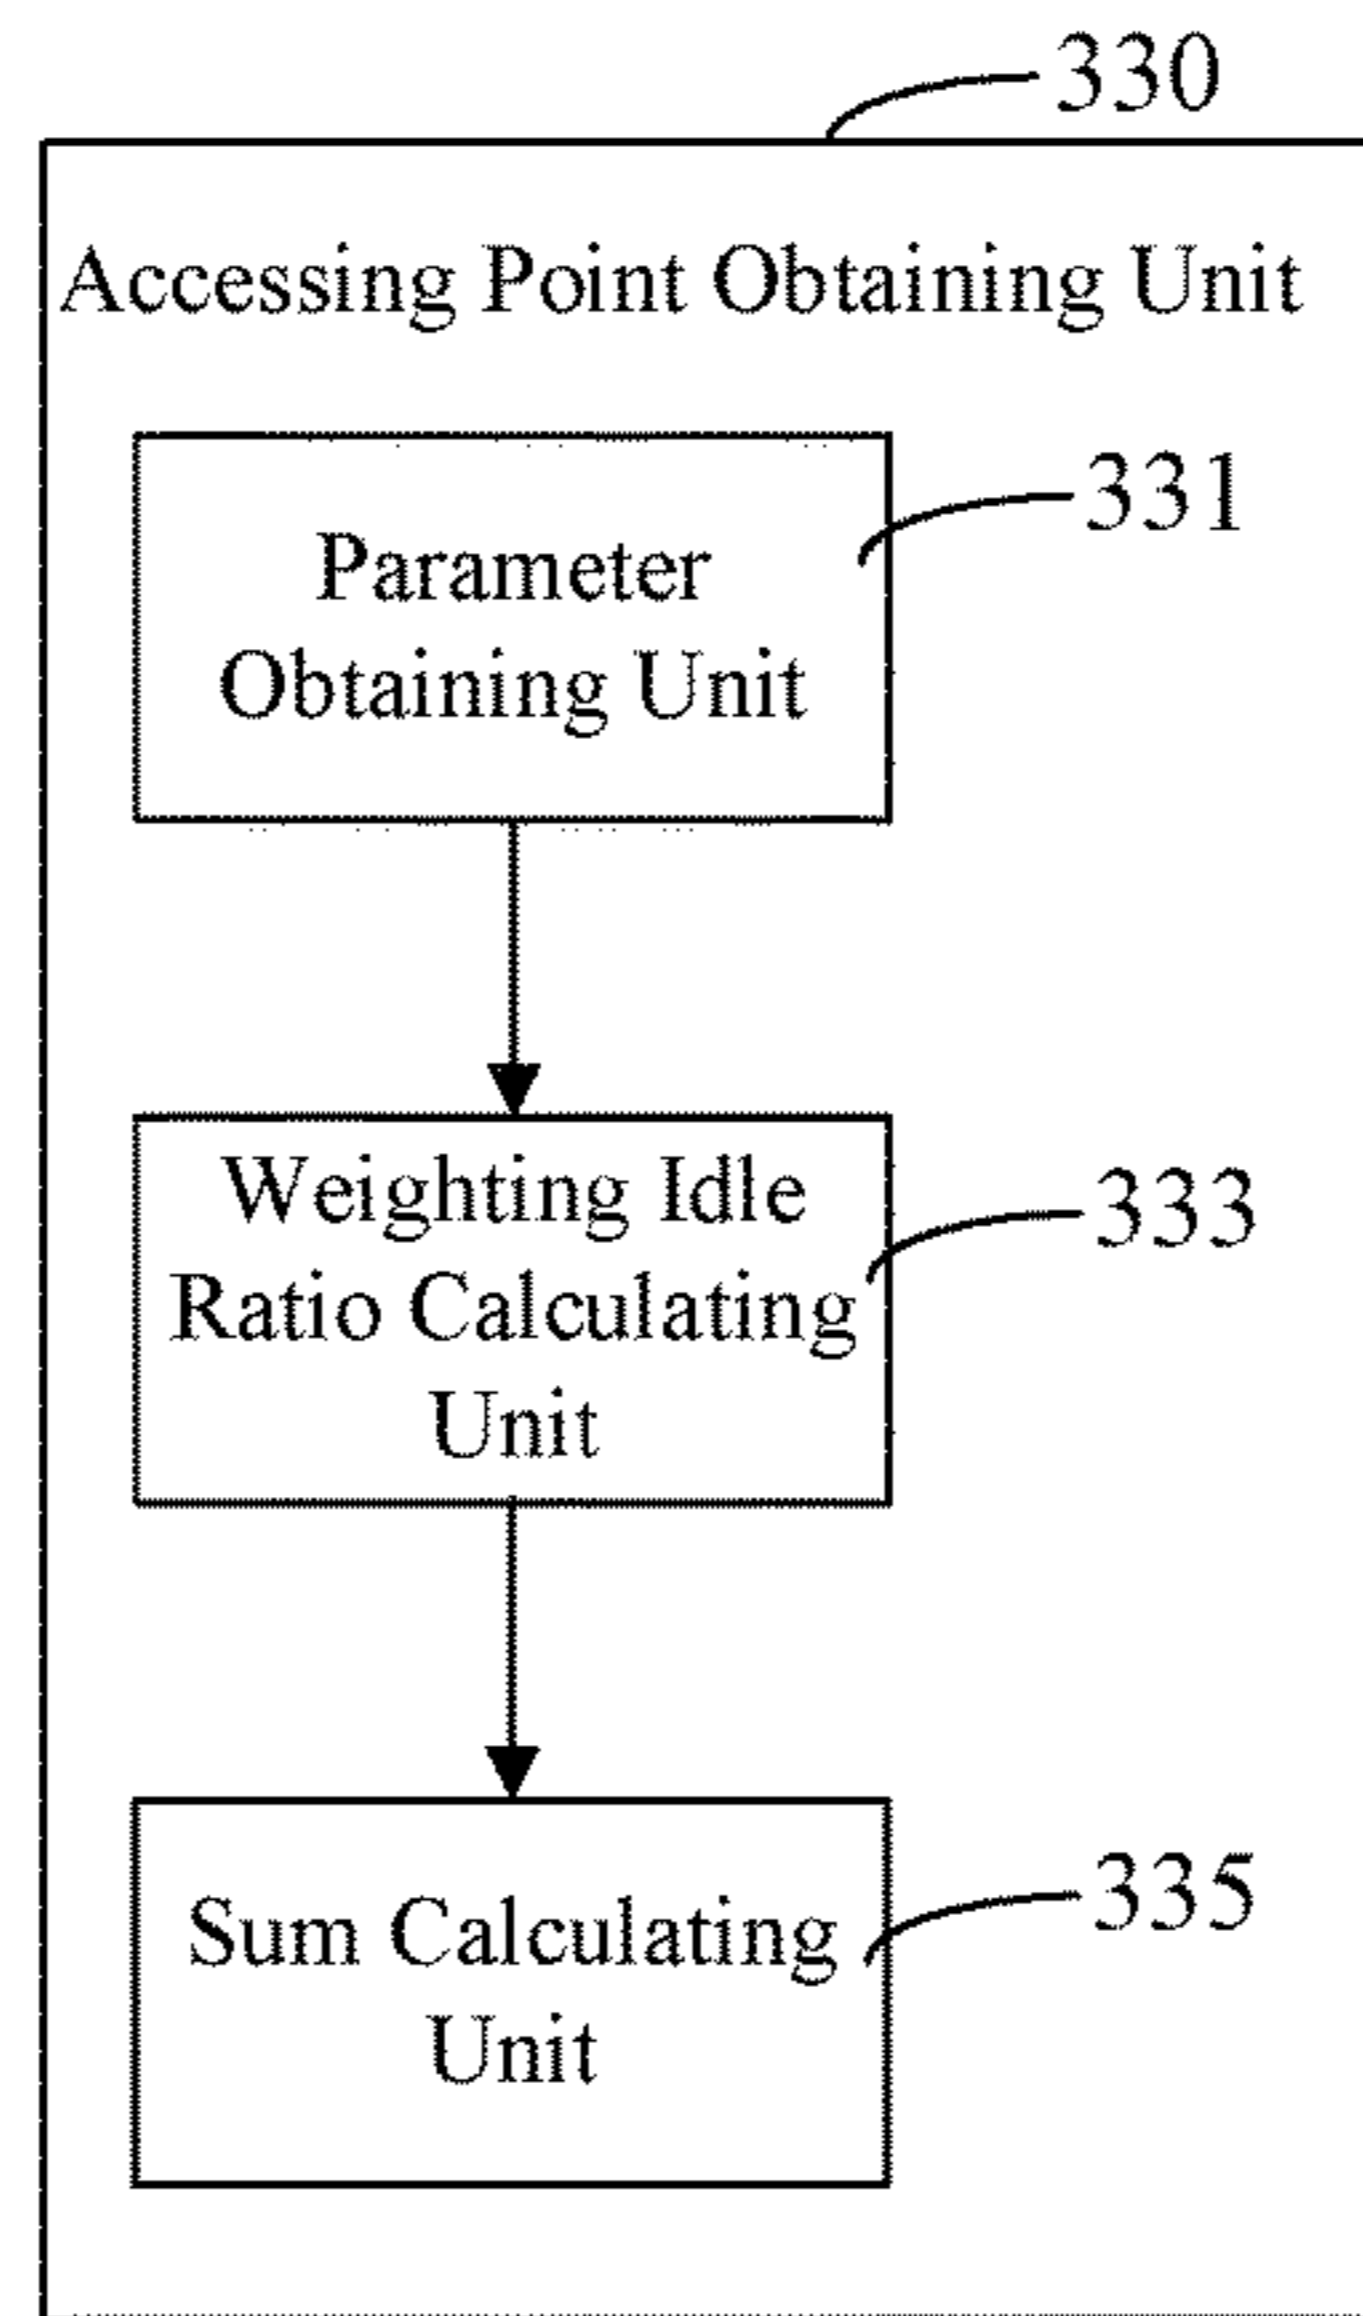 330
Accessing Point Obtaining Unit
331
Parameter
Obtaining Unit
Weighting Idle
333
Ratio Calculating
Unit
335
Sum Calculating
Unit